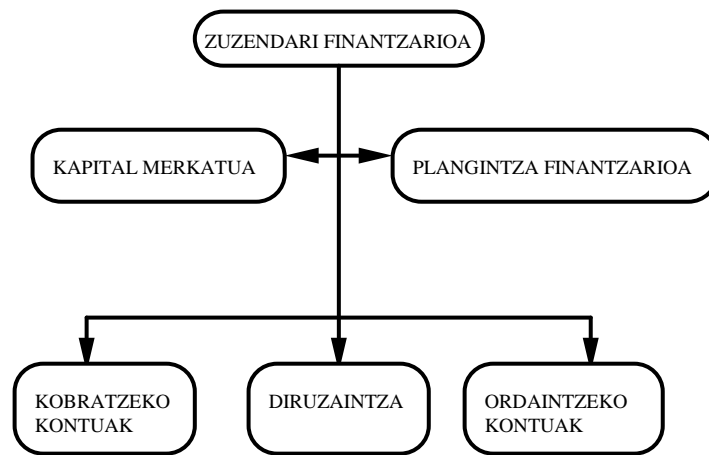 ZUZENDARI FINANTZARIOA
KAPITAL MERKATUA
PLANGINTZA FINANTZARIOA
KOBRATZEKO
KONTUAK
DIRUZAINTZA
ORDAINTZEKO
KONTUAK